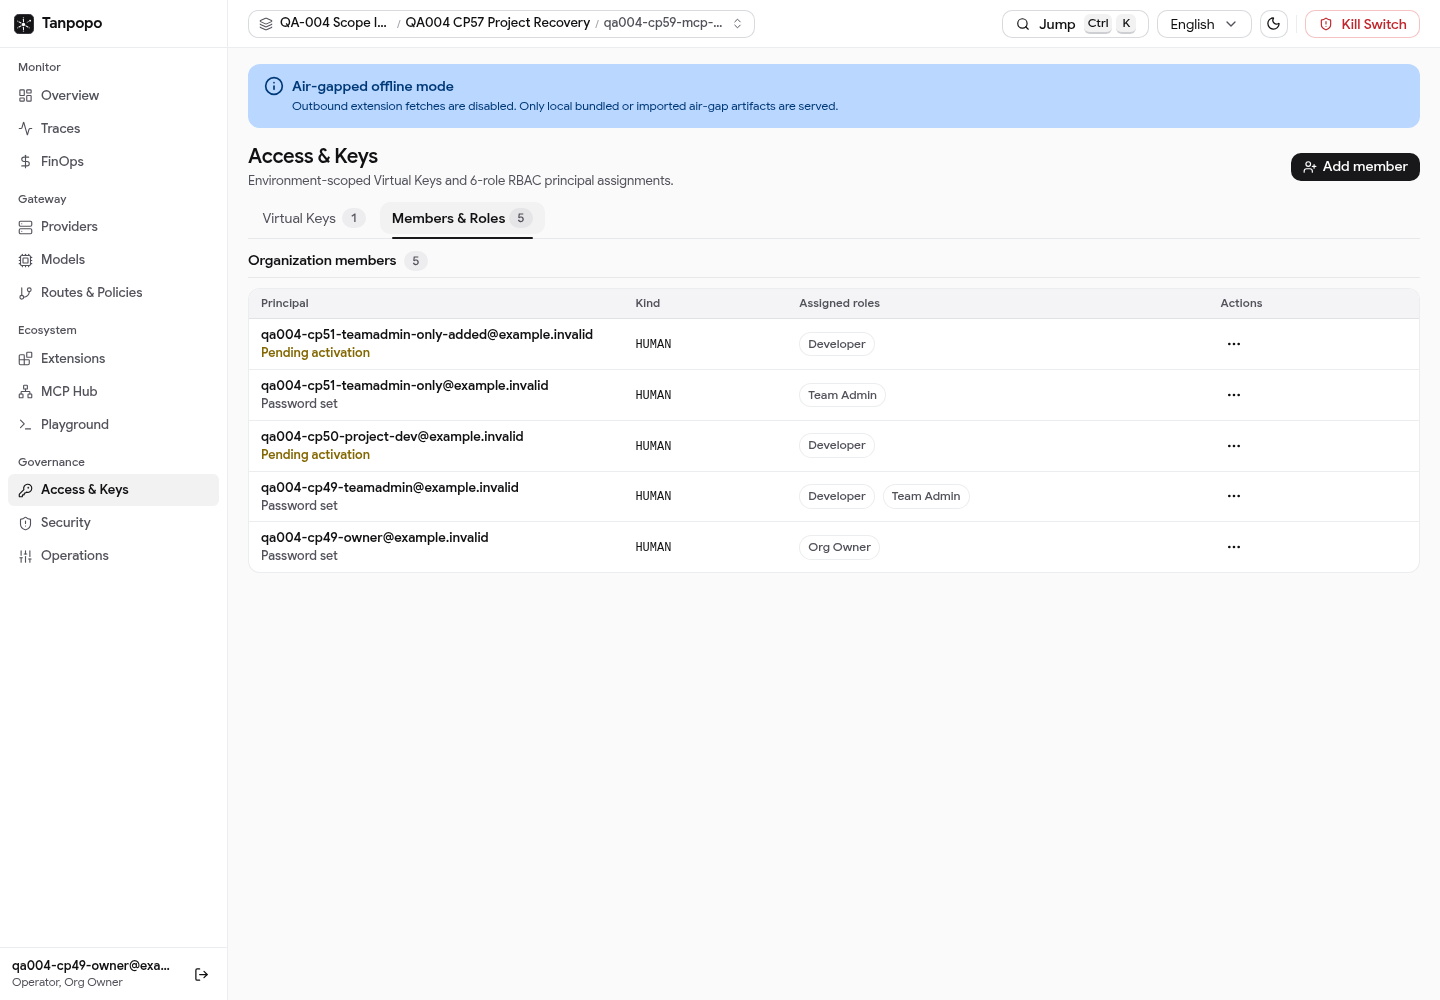 Tanpopo
QA-004 Scope I... / QA004 CP57 Project Recovery / qa004-cp59-mcp-...
Jump Ctrl K
English
Kill Switch
Monitor
Overview
Traces
FinOps
Gateway
Providers
Models
Routes & Policies
Ecosystem
Extensions
MCP Hub
Playground
Governance
Access & Keys
Security
Operations
qa004-cp49-owner@exa...
Operator, Org Owner
Air-gapped offline mode
Outbound extension fetches are disabled. Only local bundled or imported air-gap artifacts are served.
Access & Keys
Environment-scoped Virtual Keys and 6-role RBAC principal assignments.
Add member
Virtual Keys 1
Members & Roles 5
Organization members 5
Principal Kind Assigned roles Actions
qa004-cp51-teamadmin-only-added@example.invalid
Pending activation
HUMAN
Developer
qa004-cp51-teamadmin-only@example.invalid
Password set
HUMAN
Team Admin
qa004-cp50-project-dev@example.invalid
Pending activation
HUMAN
Developer
qa004-cp49-teamadmin@example.invalid
Password set
HUMAN
Developer Team Admin
qa004-cp49-owner@example.invalid
Password set
HUMAN
Org Owner